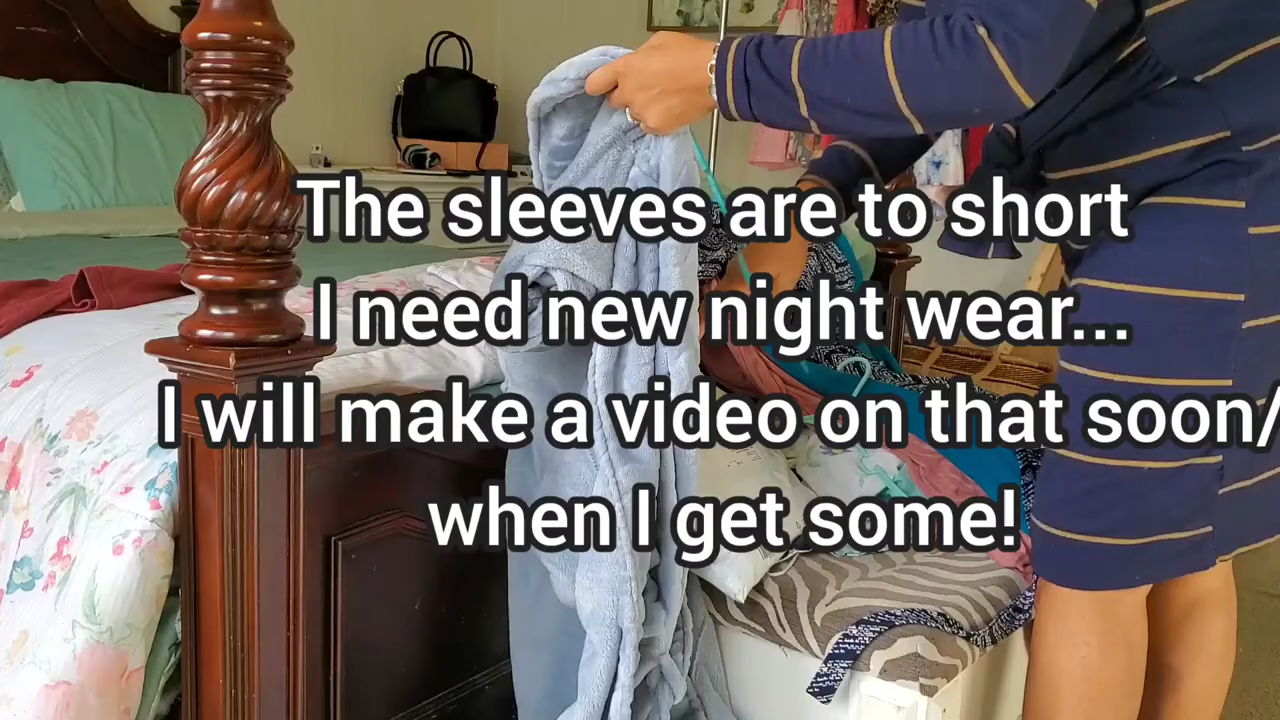 The sleeves are to short
I need new night wear...
I will make a video on that soon/
when I get some!